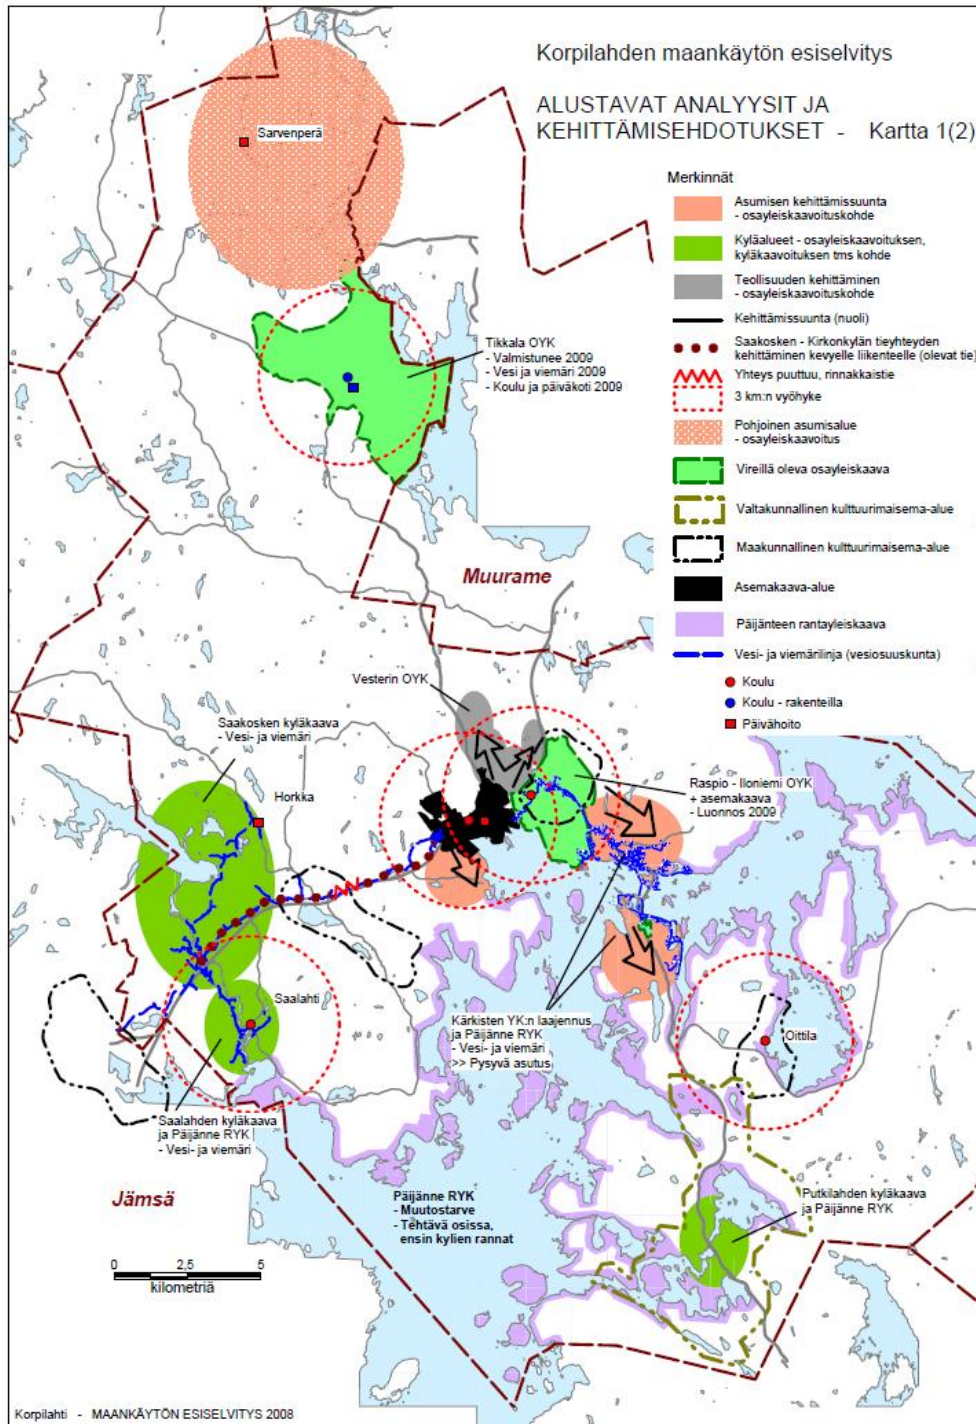 Korpilahden maankäytön esiselvitys
ALUSTAVAT ANALYYSIT JA
KEHITTÄMISEHDOTUKSET - Kartta 1(2)
Merkinnät
Asumisen kehittämissuunta
- osayleiskaavoituskohde
Kyläalueet - osayleiskaavoituksen,
kyläkaavoituksen tms kohde
Teollisuuden kehittäminen
- osayleiskaavoituskohde
Kehittämissuunta (nuoli)
Saakosken - Kirkonkylän tieyhteyden
kehittäminen kevyelle liikenteelle (olevat tie)
Yhteys puuttuu, rinnakkaistie
3 km:n vyöhyke
Pohjoinen asumisalue
- osayleiskaavoitus
Vireillä oleva osayleiskaava
Valtakunnallinen kulttuurimaisema-alue
Maakunnallinen kulttuurimaisema-alue
Asemakaava-alue
Päijänteen rantayleiskaava
Vesi- ja viemärilinja (vesiosuuskunta)
Koulu
Koulu - rakenteilla
Päivähoito
Sarvenperä
Tikkala OYK
- Valmistunee 2009
- Vesi ja viemäri 2009
- Koulu ja päiväkoti 2009
Muurame
Vesterin OYK
Saakosken kyläkaava
- Vesi- ja viemäri
Horkka
Raspio - Iloniemi OYK
+ asemakaava
- Luonnos 2009
Saalahti
Kärkisten YK:n laajennus
ja Päijänne RYK
- Vesi- ja viemäri
>> Pysyvä asutus
Oittila
Saalahden kyläkaava
ja Päijänne RYK
- Vesi- ja viemäri
Jämsä
Päijänne RYK
- Muutostarve
- Tehtävä osissa,
ensin kylien rannat
Putkilahden kyläkaava
ja Päijänne RYK
0 2,5 5
kilometriä
Korpilahti - MAANKÄYTÖN ESISELVITYS 2008